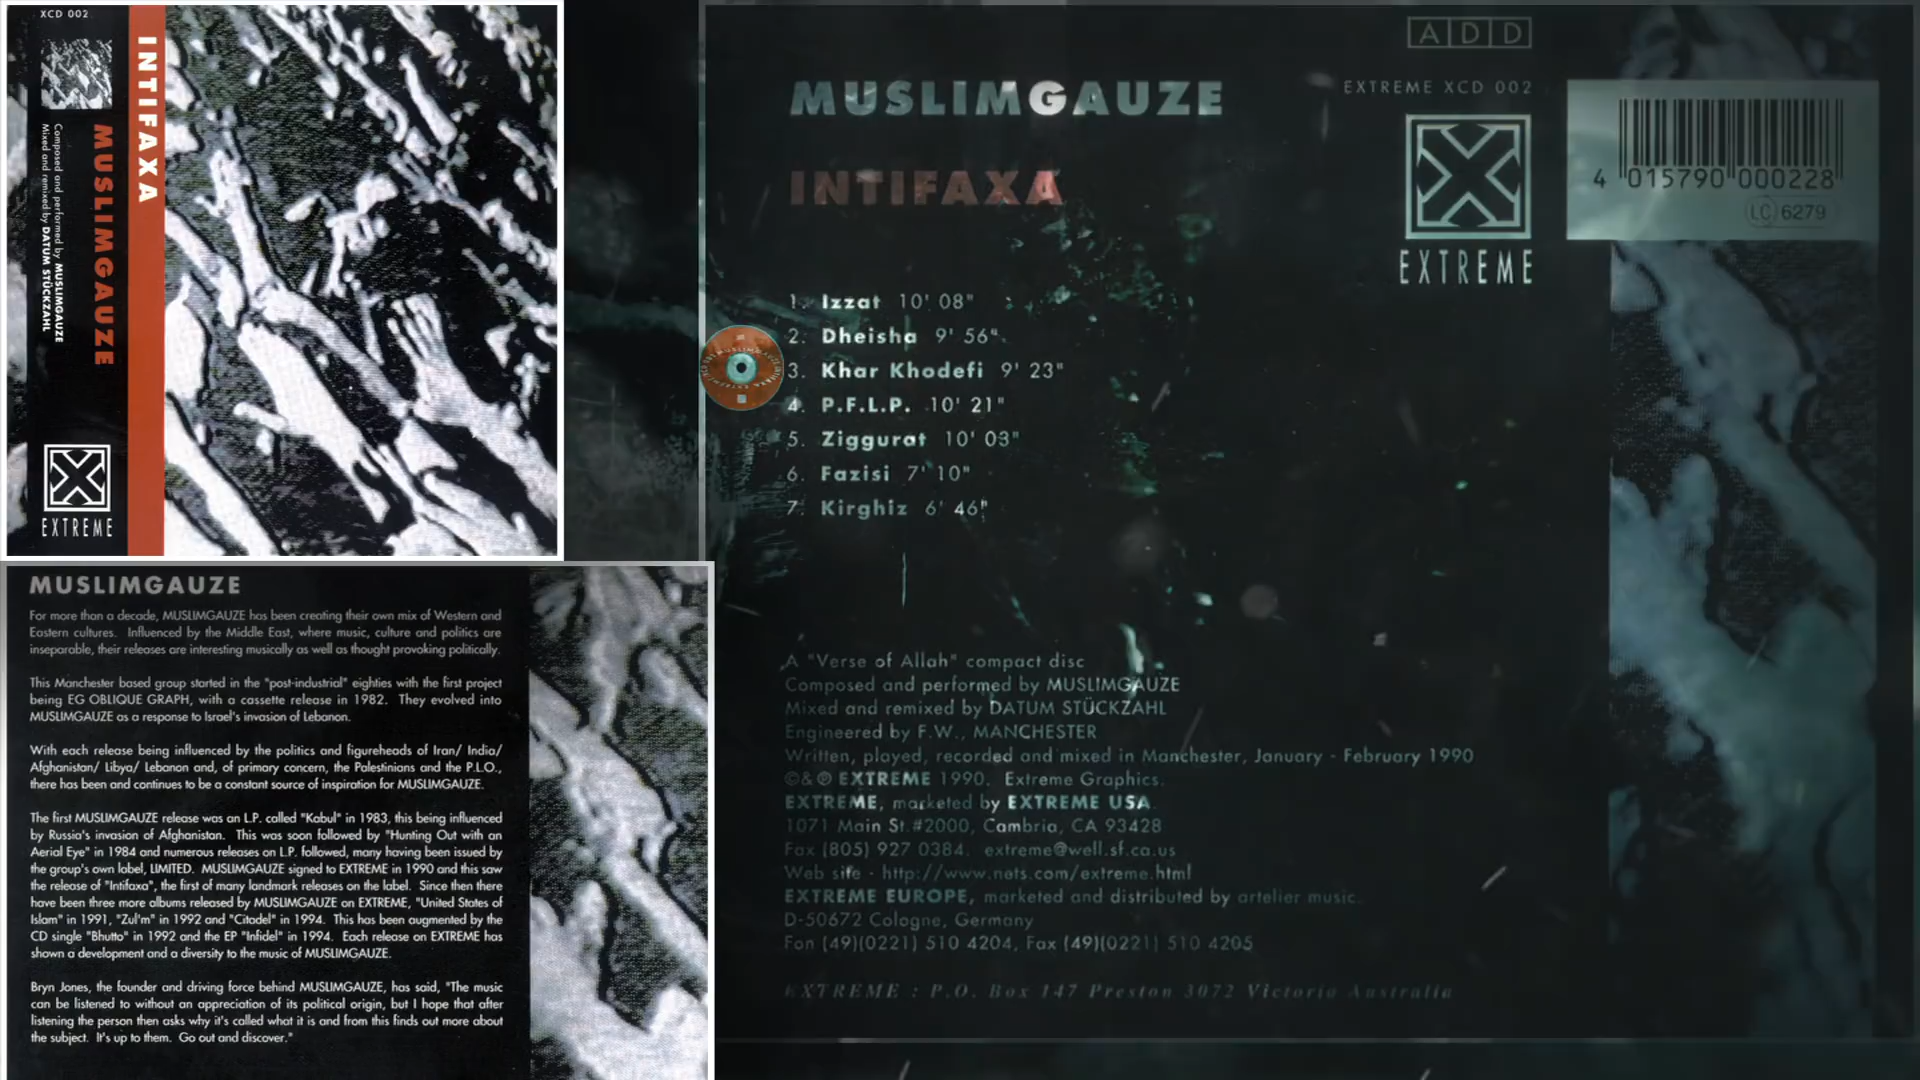 XCD 002
INTIFAXA
MUSLIMGAUZE
Composed and performed by MUSLIMGAUZE
Mixed and remixed by DATUM STÜCKZAHL
EXTREME
MUSLIMGAUZE
For more than a decade, MUSLIMGAUZE has been creating their own mix of Western and
Eastern cultures. Influenced by the Middle East, where music, culture and politics are
inseparable, their releases are interesting musically as well as thought provoking politically.
This Manchester based group started in the "post-industrial" eighties with the first project
being EG OBLIQUE GRAPH, with a cassette release in 1982. They evolved into
MUSLIMGAUZE as a response to Israel's invasion of Lebanon.
With each release being influenced by the politics and figureheads of Iran/ India/
Afghanistan/ Libya/ Lebanon and, of primary concern, the Palestinians and the P.L.O.,
there has been and continues to be a constant source of inspiration for MUSLIMGAUZE.
The first MUSLIMGAUZE release was an L.P. called "Kabul" in 1983, this being influenced
by Russia's invasion of Afghanistan. This was soon followed by "Hunting Out with an
Aerial Eye" in 1984 and numerous releases on L.P. followed, many having been issued by
the group's own label, LIMITED. MUSLIMGAUZE signed to EXTREME in 1990 and this saw
the release of "Intifaxa", the first of many landmark releases on the label. Since then there
have been three more albums released by MUSLIMGAUZE on EXTREME, "United States of
Islam" in 1991, "Zul'm" in 1992 and "Citadel" in 1994. This has been augmented by the
CD single "Bhutto" in 1992 and the EP "Infidel" in 1994. Each release on EXTREME has
shown a development and a diversity to the music of MUSLIMGAUZE.
Bryn Jones, the founder and driving force behind MUSLIMGAUZE, has said, "The music
can be listened to without an appreciation of its political origin, but I hope that after
listening the person then asks why it's called what it is and from this finds out more about
the subject. It's up to them. Go out and discover."
ADD
MUSLIMGAUZE
EXTREME XCD 002
INTIFAXA
4 015790 000228
LC 6279
EXTREME
1. Izzat 10' 08"
2. Dheisha 9' 56"
3. Khar Khodefi 9' 23"
4. P.F.L.P. 10' 21"
5. Ziggurat 10' 03"
6. Fazisi 7' 10"
7. Kirghiz 6' 46"
A "Verse of Allah" compact disc
Composed and performed by MUSLIMGAUZE
Mixed and remixed by DATUM STÜCKZAHL
Engineered by F.W., MANCHESTER
Written, played, recorded and mixed in Manchester, January - February 1990
©&℗ EXTREME 1990. Extreme Graphics.
EXTREME, marketed by EXTREME USA.
1071 Main St.#2000, Cambria, CA 93428
Fax (805) 927 0384. extreme@well.sf.ca.us
Web site - http://www.nets.com/extreme.html
EXTREME EUROPE, marketed and distributed by artelier music.
D-50672 Cologne, Germany
Fon (49)(0221) 510 4204, Fax (49)(0221) 510 4205
EXTREME : P.O. Box 147 Preston 3072 Victoria Australia